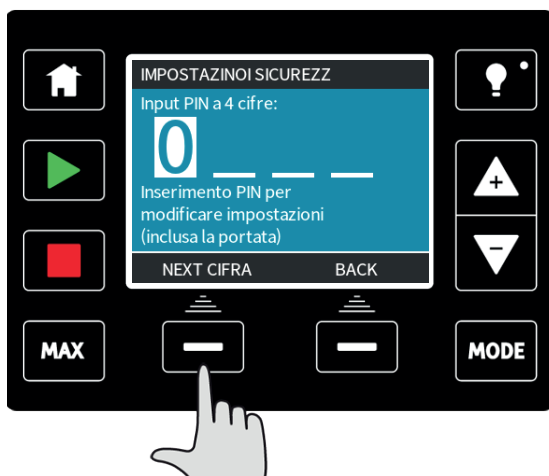 IMPOSTAZINOI SICUREZZ
Input PIN a 4 cifre:
0 _ _ _
Inserimento PIN per
modificare impostazioni
(inclusa la portata)
NEXT CIFRA BACK
MAX
MODE